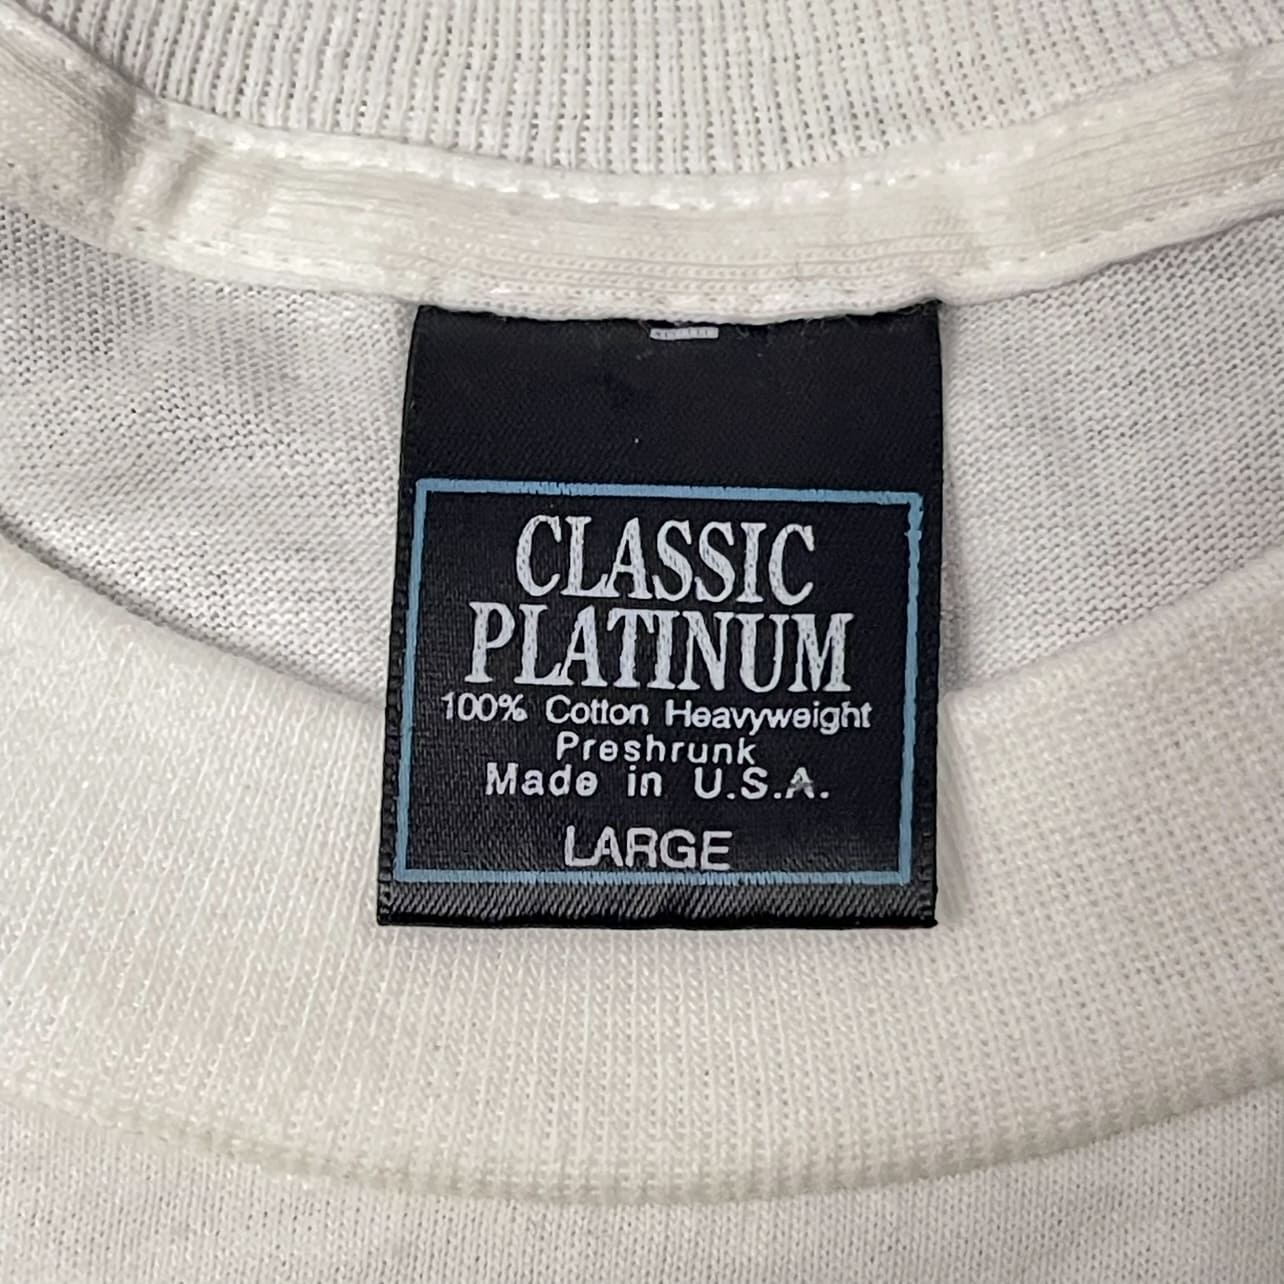 CLASSIC
PLATINUM
100% Cotton Heavyweight
Preshrunk
Made in U.S.A.
LARGE